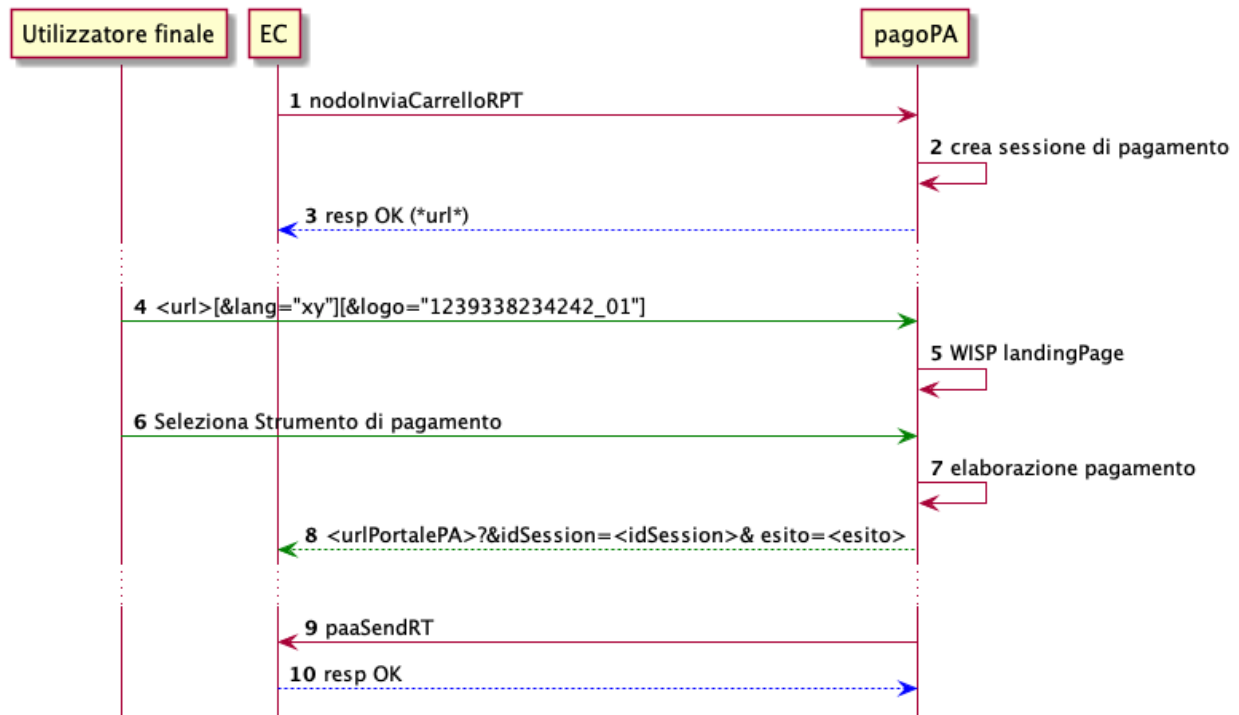 Utilizzatore finale
EC
pagoPA
1 nodoInviaCarrelloRPT
2 crea sessione di pagamento
3 resp OK (*url*)
4 <url>[&lang="xy"][&logo="1239338234242_01"]
5 WISP landingPage
6 Seleziona Strumento di pagamento
7 elaborazione pagamento
8 <urlPortalePA>?&idSession=<idSession>& esito=<esito>
9 paaSendRT
10 resp OK